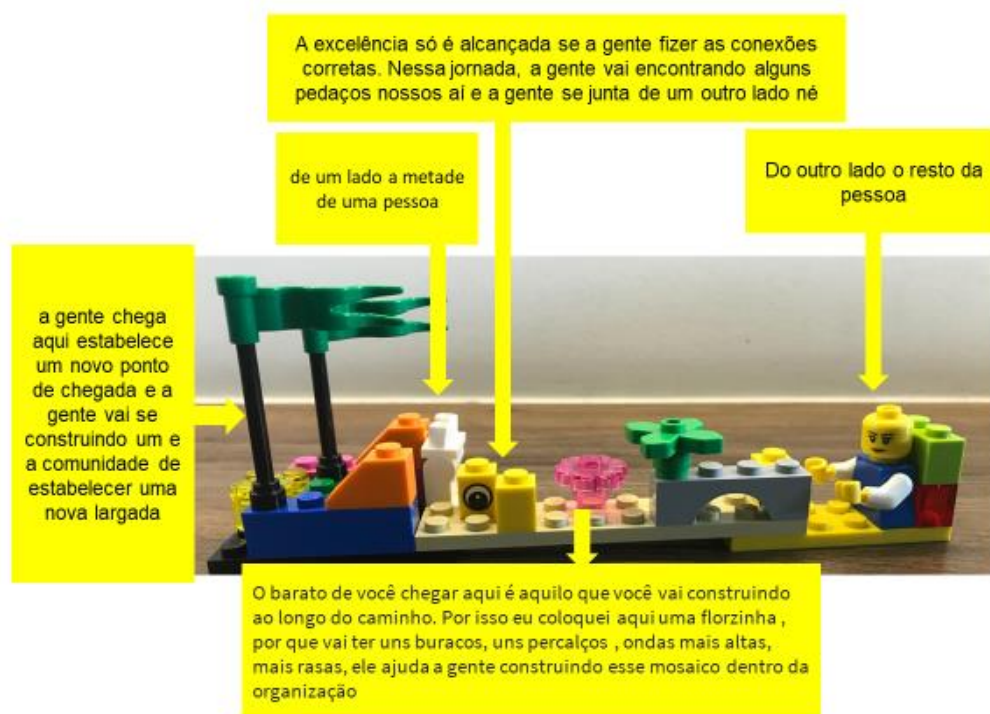 A excelência só é alcançada se a gente fizer as conexões
corretas. Nessa jornada, a gente vai encontrando alguns
pedaços nossos aí e a gente se junta de um outro lado né
de um lado a metade
de uma pessoa
Do outro lado o resto da
pessoa
a gente chega
aqui estabelece
um novo ponto
de chegada e a
gente vai se
construindo um e
a comunidade de
estabelecer uma
nova largada
O barato de você chegar aqui é aquilo que você vai construindo
ao longo do caminho. Por isso eu coloquei aqui uma florzinha ,
por que vai ter uns buracos, uns percalços , ondas mais altas,
mais rasas, ele ajuda a gente construindo esse mosaico dentro da
organização